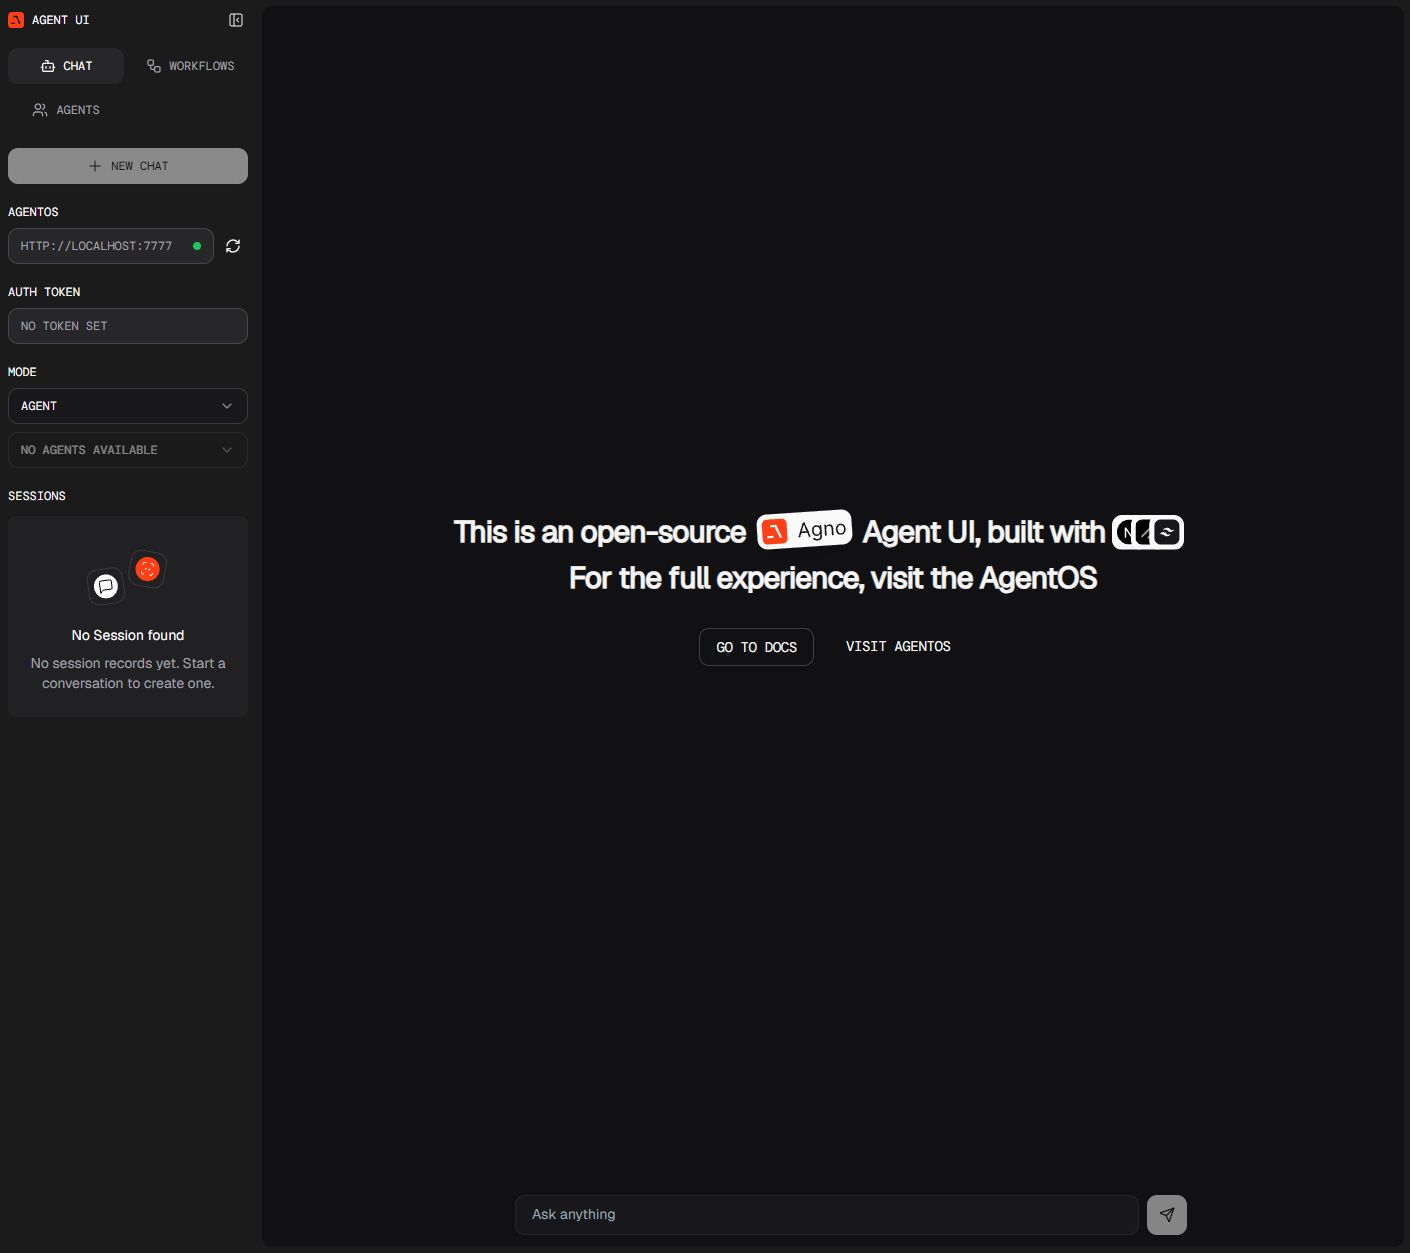 AGENT UI
CHAT
WORKFLOWS
AGENTS
NEW CHAT
AGENTOS
HTTP://LOCALHOST:7777
AUTH TOKEN
NO TOKEN SET
MODE
AGENT
NO AGENTS AVAILABLE
SESSIONS
No Session found
No session records yet. Start a
conversation to create one.
This is an open-source Agno Agent UI, built with
For the full experience, visit the AgentOS
GO TO DOCS
VISIT AGENTOS
Ask anything